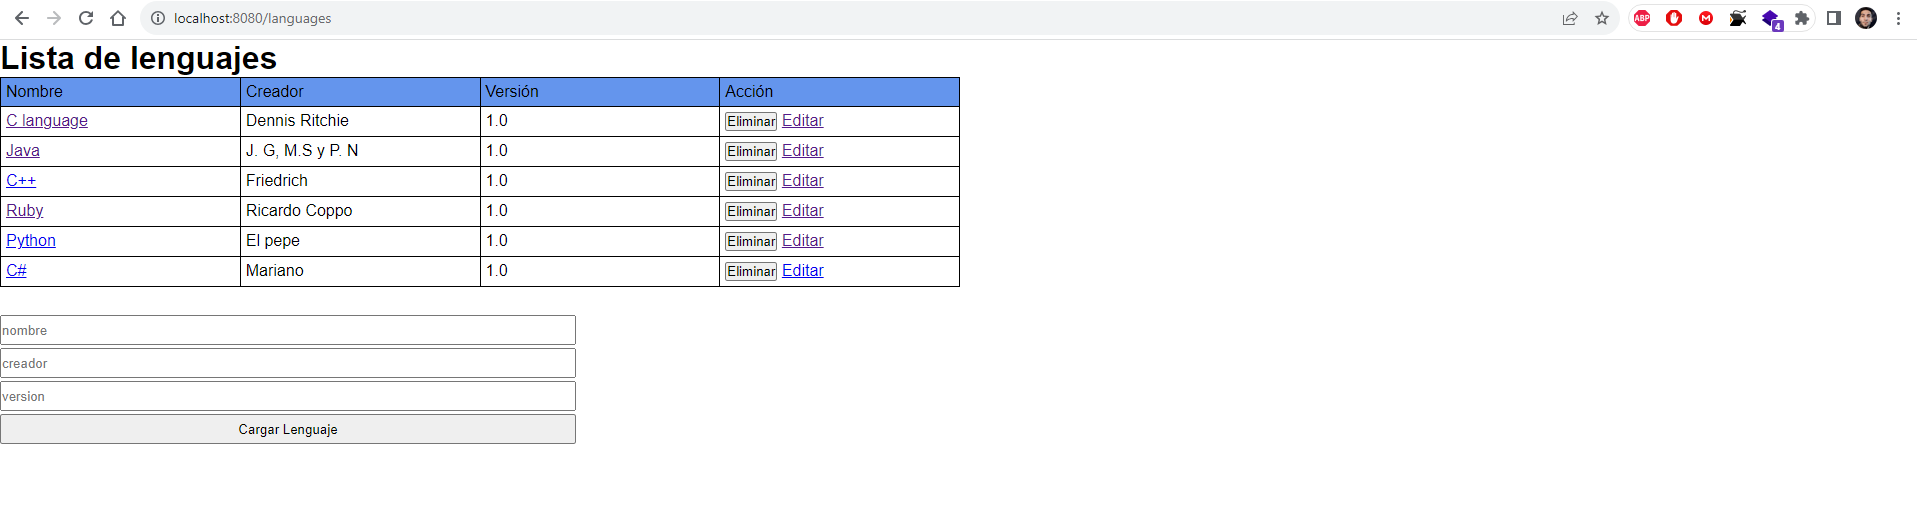 localhost:8080/languages
ABP
M
4
Lista de lenguajes
Nombre Creador Versión Acción
C language Dennis Ritchie 1.0 Eliminar Editar
Java J. G, M.S y P. N 1.0 Eliminar Editar
C++ Friedrich 1.0 Eliminar Editar
Ruby Ricardo Coppo 1.0 Eliminar Editar
Python El pepe 1.0 Eliminar Editar
C# Mariano 1.0 Eliminar Editar
nombre
creador
version
Cargar Lenguaje